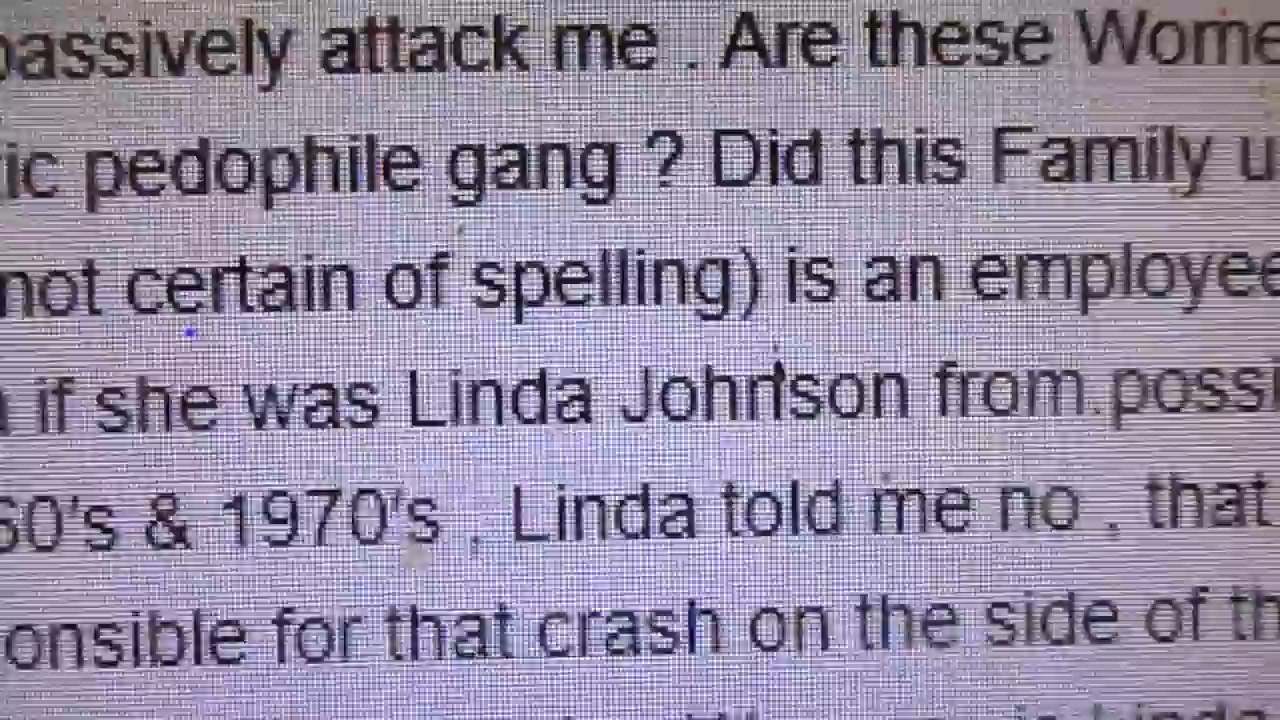 passively attack me . Are these Wome
ic pedophile gang ? Did this Family u
not certain of spelling) is an employee
if she was Linda Johnson from possi
60's & 1970's , Linda told me no , that
onsible for that crash on the side of th